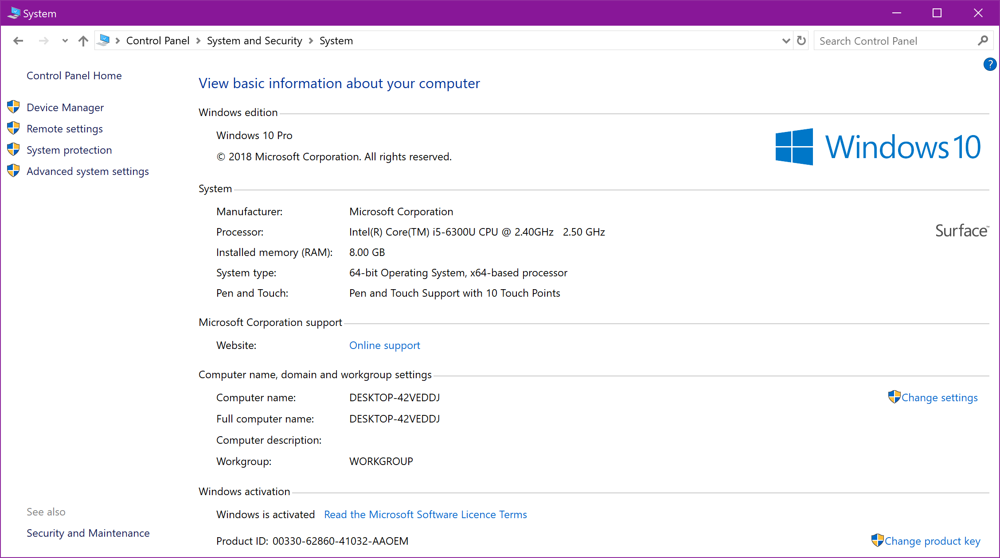 System
Control Panel System and Security System
Search Control Panel
?
Control Panel Home
Device Manager
Remote settings
System protection
Advanced system settings
View basic information about your computer
Windows edition
Windows 10 Pro
© 2018 Microsoft Corporation. All rights reserved.
Windows 10
System
Manufacturer: Microsoft Corporation
Processor: Intel(R) Core(TM) i5-6300U CPU @ 2.40GHz 2.50 GHz
Surface™
Installed memory (RAM): 8.00 GB
System type: 64-bit Operating System, x64-based processor
Pen and Touch: Pen and Touch Support with 10 Touch Points
Microsoft Corporation support
Website: Online support
Computer name, domain and workgroup settings
Computer name: DESKTOP-42VEDDJ
Change settings
Full computer name: DESKTOP-42VEDDJ
Computer description:
Workgroup: WORKGROUP
Windows activation
Windows is activated Read the Microsoft Software Licence Terms
Product ID: 00330-62860-41032-AAOEM
Change product key
See also
Security and Maintenance